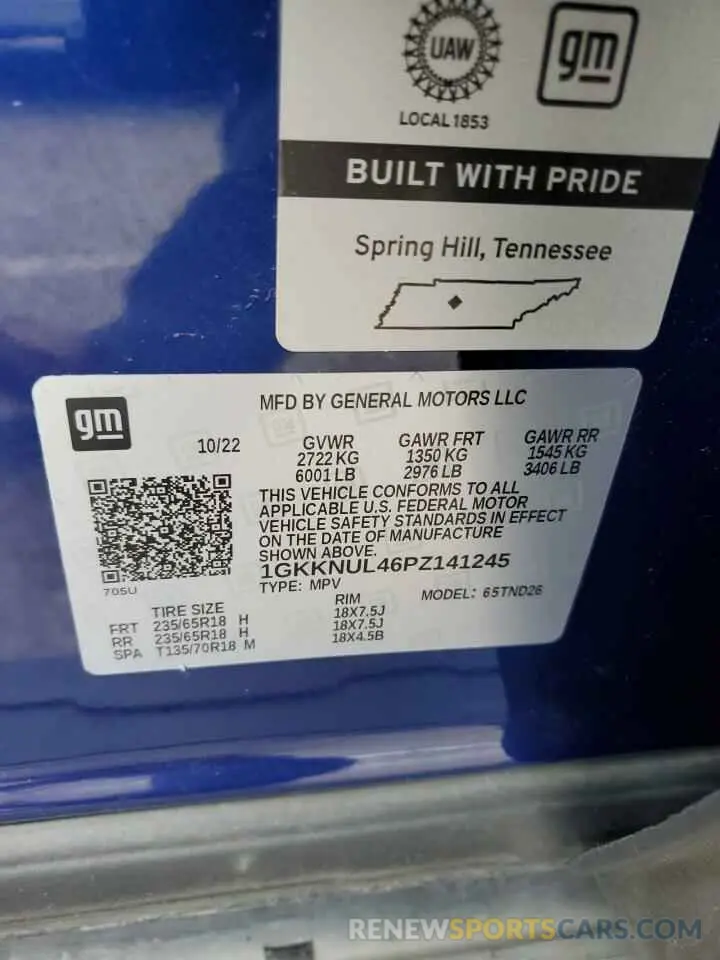 UAW
gm
LOCAL 1853
BUILT WITH PRIDE
Spring Hill, Tennessee
gm
MFD BY GENERAL MOTORS LLC
10/22 GVWR GAWR FRT GAWR RR
2722 KG 1350 KG 1545 KG
6001 LB 2976 LB 3406 LB
THIS VEHICLE CONFORMS TO ALL
APPLICABLE U.S. FEDERAL MOTOR
VEHICLE SAFETY STANDARDS IN EFFECT
ON THE DATE OF MANUFACTURE
SHOWN ABOVE.
1GKKNUL46PZ141245
705U TYPE: MPV MODEL: 65TND26
TIRE SIZE RIM
FRT 235/65R18 H 18X7.5J
RR 235/65R18 H 18X7.5J
SPA T135/70R18 M 18X4.5B
RENEWSPORTSCARS.COM